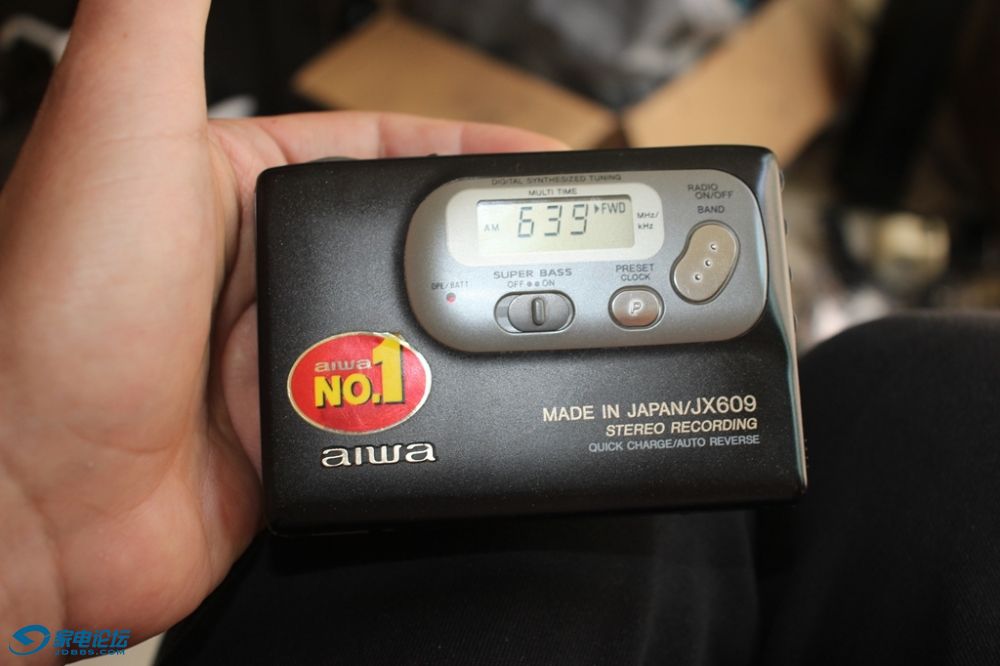 DIGITAL SYNTHESIZED TUNING
MULTI TIME
AM 639 ▶FWD MHz/kHz
RADIO ON/OFF
BAND
OPE/BATT
SUPER BASS
OFF ON
PRESET
CLOCK
P
aiwa
NO.1
aiwa
MADE IN JAPAN/JX609
STEREO RECORDING
QUICK CHARGE/AUTO REVERSE
家电论坛
JDBBS.COM